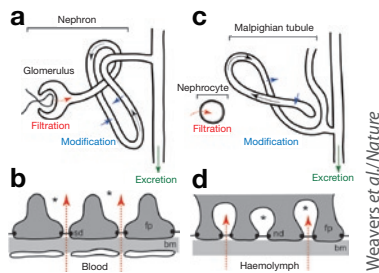 a
Nephron
Glomerulus
Filtration
Modification
Excretion
b
*
*
sd
fp
bm
Blood
c
Malpighian tubule
Nephrocyte
Filtration
Modification
Excretion
d
*
*
nd
fp
bm
Haemolymph
Weavers et al./Nature